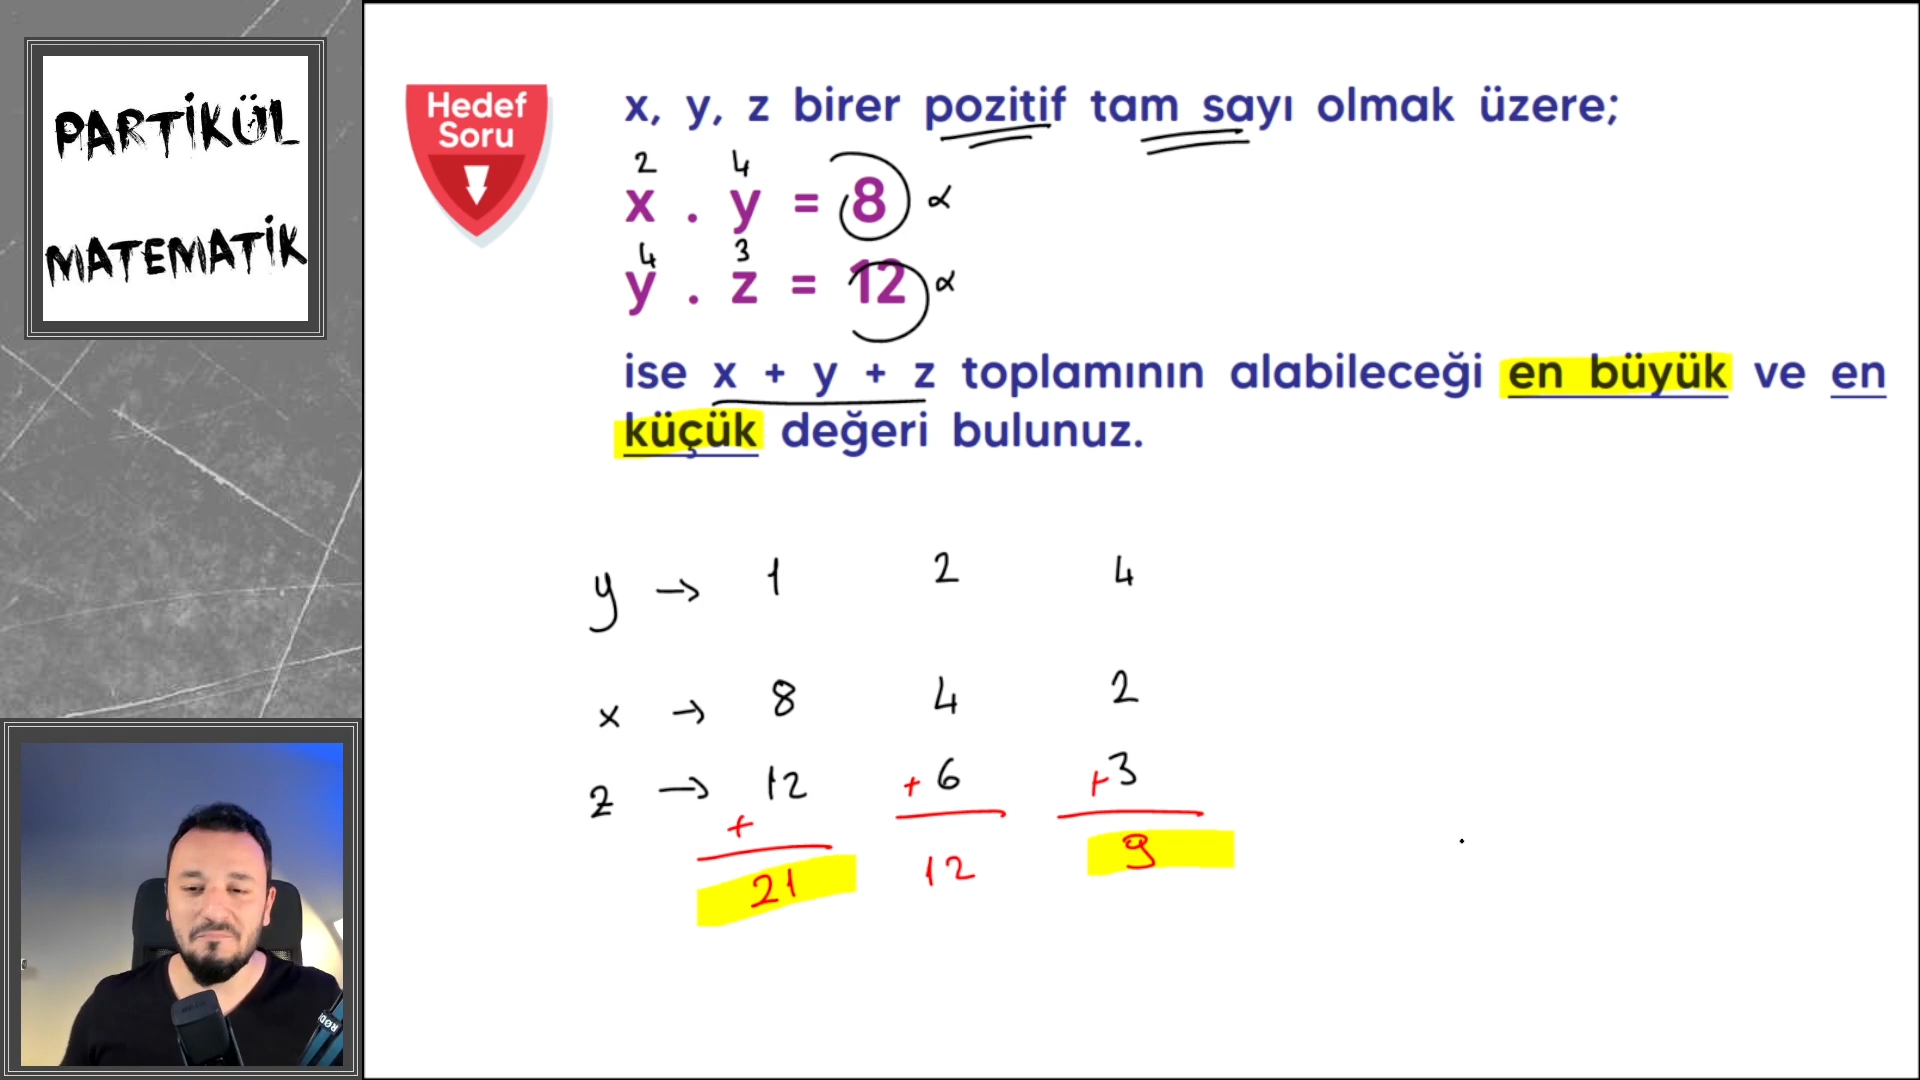 PARTİKÜL
MATEMATİK
Hedef
Soru
x, y, z birer pozitif tam sayı olmak üzere;
2 4
x . y = 8 α
4 3
y . z = 12 α
ise x + y + z toplamının alabileceği en büyük ve en
küçük değeri bulunuz.
y → 1 2 4
x → 8 4 2
z → 12 + 6 + 3
+
21 12 9
RØDE